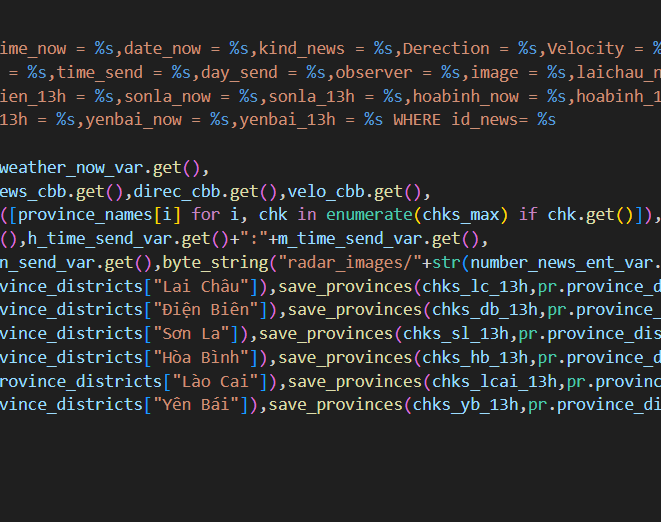 ime_now = %s,date_now = %s,kind_news = %s,Derection = %s,Velocity = %
= %s,time_send = %s,day_send = %s,observer = %s,image = %s,laichau_n
ien_13h = %s,sonla_now = %s,sonla_13h = %s,hoabinh_now = %s,hoabinh_1
13h = %s,yenbai_now = %s,yenbai_13h = %s WHERE id_news= %s
weather_now_var.get(),
ews_cbb.get(),direc_cbb.get(),velo_cbb.get(),
([province_names[i] for i, chk in enumerate(chks_max) if chk.get()]),
(),h_time_send_var.get()+":"+m_time_send_var.get(),
n_send_var.get(),byte_string("radar_images/"+str(number_news_ent_var.
vince_districts["Lai Châu"]),save_provinces(chks_lc_13h,pr.province_d
vince_districts["Điện Biên"]),save_provinces(chks_db_13h,pr.province_
vince_districts["Sơn La"]),save_provinces(chks_sl_13h,pr.province_dis
vince_districts["Hòa Bình"]),save_provinces(chks_hb_13h,pr.province_d
rovince_districts["Lào Cai"]),save_provinces(chks_lcai_13h,pr.provinc
vince_districts["Yên Bái"]),save_provinces(chks_yb_13h,pr.province_di